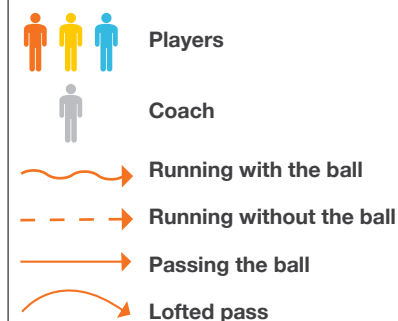 Players
Coach
Running with the ball
Running without the ball
Passing the ball
Lofted pass